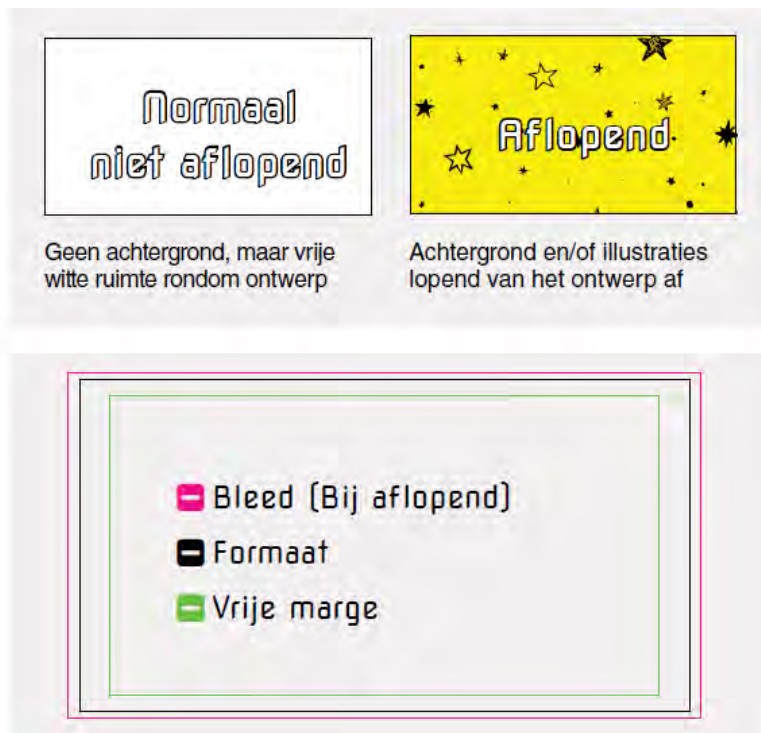 Normaal
niet aflopend
Aflopend
Geen achtergrond, maar vrije
witte ruimte rondom ontwerp
Achtergrond en/of illustraties
lopend van het ontwerp af
Bleed (Bij aflopend)
Formaat
Vrije marge